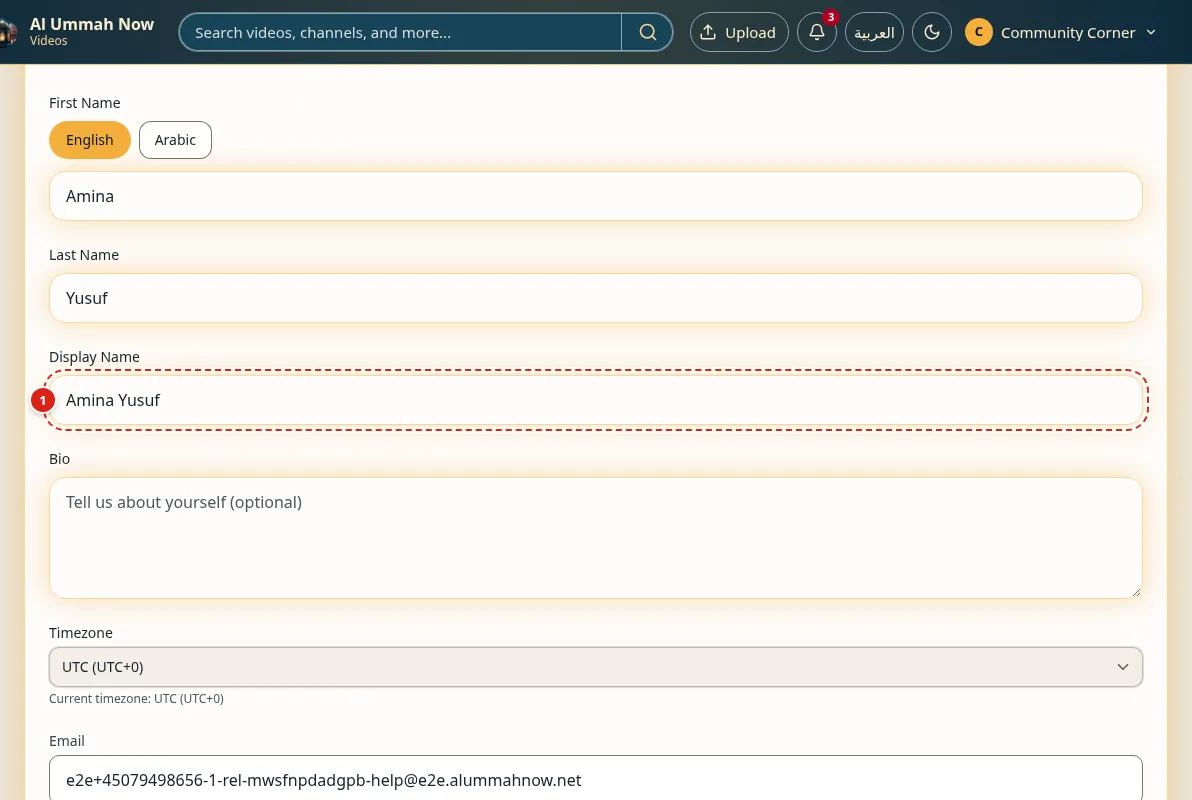 Al Ummah Now
Videos
Search videos, channels, and more...
Upload
3
العربية
C
Community Corner
First Name
English
Arabic
Amina
Last Name
Yusuf
Display Name
1
Amina Yusuf
Bio
Tell us about yourself (optional)
Timezone
UTC (UTC+0)
Current timezone: UTC (UTC+0)
Email
e2e+45079498656-1-rel-mwsfnpdadgpb-help@e2e.alummahnow.net